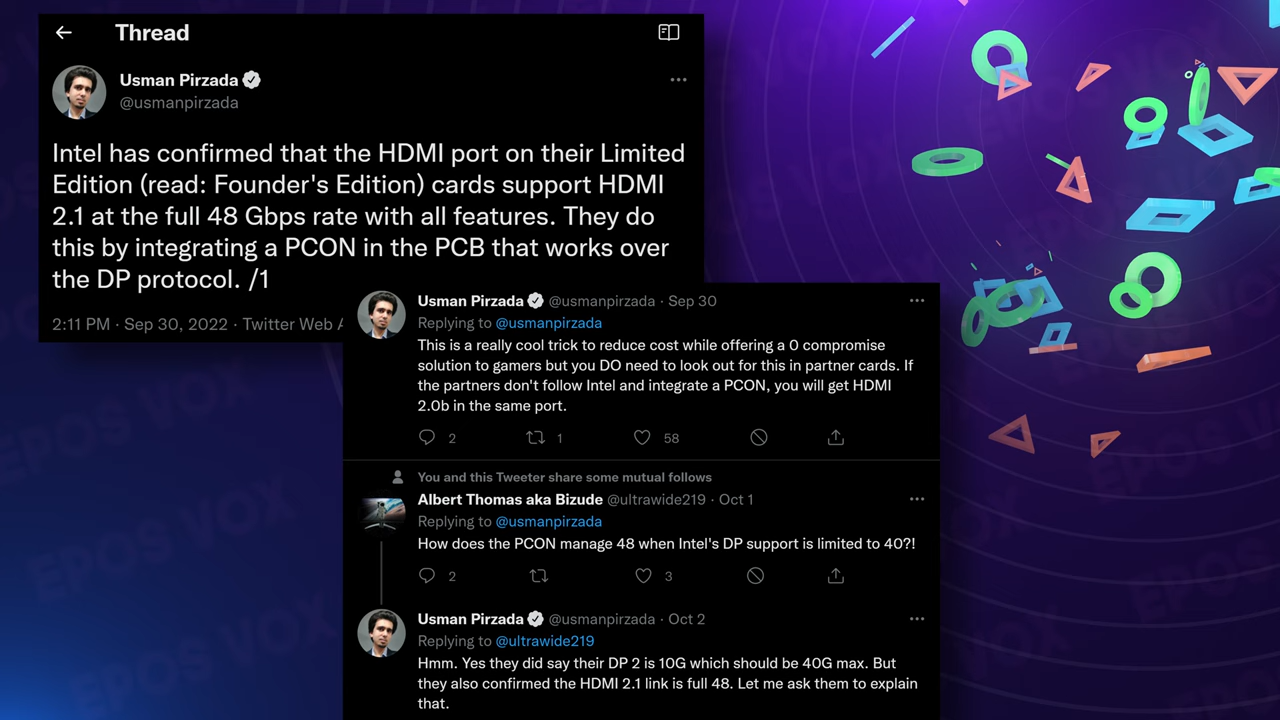 Thread
Usman Pirzada
@usmanpirzada
Intel has confirmed that the HDMI port on their Limited
Edition (read: Founder's Edition) cards support HDMI
2.1 at the full 48 Gbps rate with all features. They do
this by integrating a PCON in the PCB that works over
the DP protocol. /1
2:11 PM · Sep 30, 2022 · Twitter Web
Usman Pirzada @usmanpirzada · Sep 30
Replying to @usmanpirzada
This is a really cool trick to reduce cost while offering a 0 compromise
solution to gamers but you DO need to look out for this in partner cards. If
the partners don't follow Intel and integrate a PCON, you will get HDMI
2.0b in the same port.
2 1 58
You and this Tweeter share some mutual follows
Albert Thomas aka Bizude @ultrawide219 · Oct 1
Replying to @usmanpirzada
How does the PCON manage 48 when Intel's DP support is limited to 40?!
2 3
Usman Pirzada @usmanpirzada · Oct 2
Replying to @ultrawide219
Hmm. Yes they did say their DP 2 is 10G which should be 40G max. But
they also confirmed the HDMI 2.1 link is full 48. Let me ask them to explain
that.
EPOS VOX
EPOS VOX
EPOS VOX